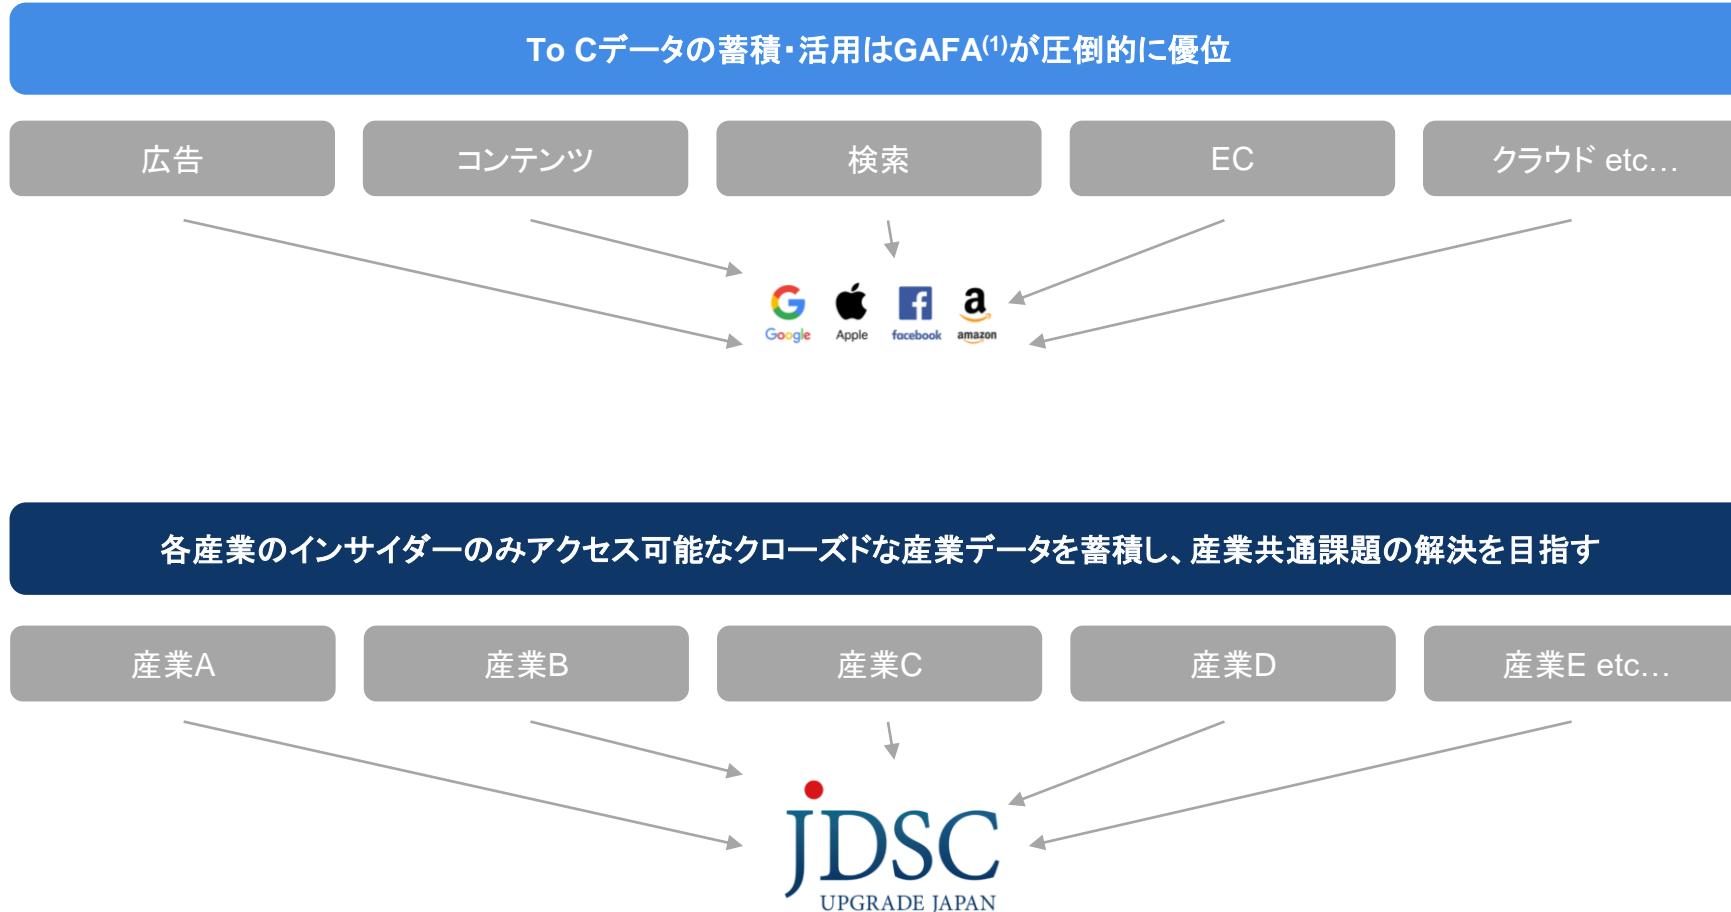 To Cデータの蓄積・活用はGAFA(1)が圧倒的に優位
広告
コンテンツ
検索
EC
クラウド etc…
Google
Apple
facebook
amazon
各産業のインサイダーのみアクセス可能なクローズドな産業データを蓄積し、産業共通課題の解決を目指す
産業A
産業B
産業C
産業D
産業E etc…
JDSC
UPGRADE JAPAN